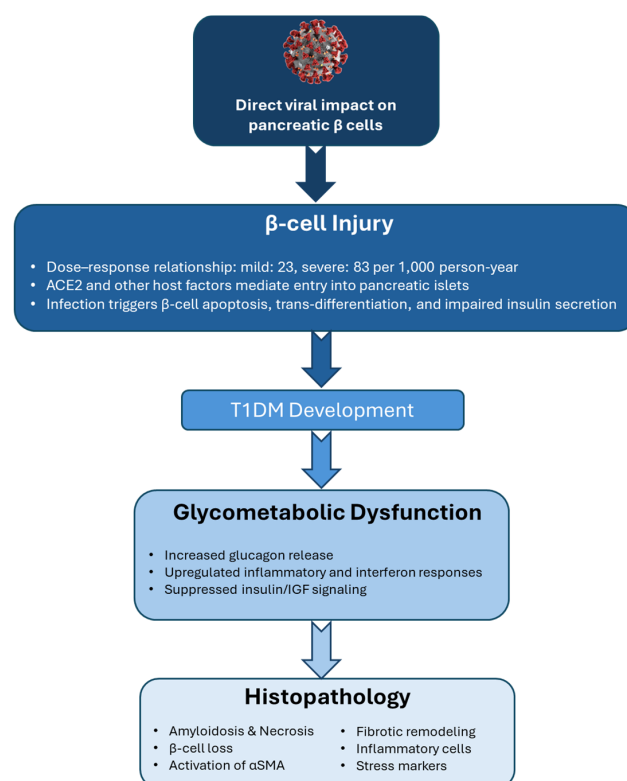 Direct viral impact on
pancreatic β cells
β-cell Injury
• Dose–response relationship: mild: 23, severe: 83 per 1,000 person-year
• ACE2 and other host factors mediate entry into pancreatic islets
• Infection triggers β-cell apoptosis, trans-differentiation, and impaired insulin secretion
T1DM Development
Glycometabolic Dysfunction
• Increased glucagon release
• Upregulated inflammatory and interferon responses
• Suppressed insulin/IGF signaling
Histopathology
• Amyloidosis & Necrosis
• β-cell loss
• Activation of αSMA
• Fibrotic remodeling
• Inflammatory cells
• Stress markers